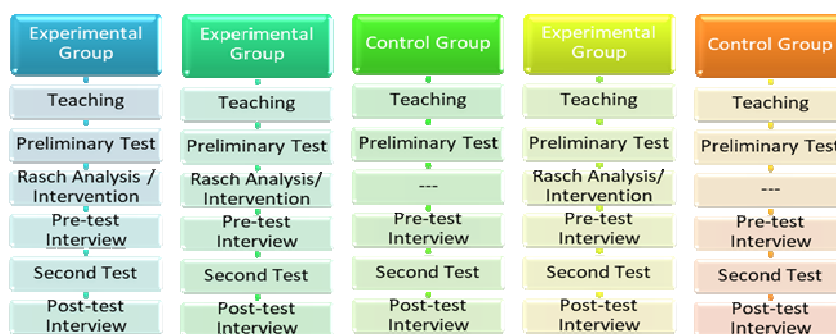 Experimental
Group
Teaching
Preliminary Test
Rasch Analysis /
Intervention
Pre-test
Interview
Second Test
Post-test
Interview
Experimental
Group
Teaching
Preliminary Test
Rasch Analysis/
Intervention
Pre-test
Interview
Second Test
Post-test
Interview
Control Group
Teaching
Preliminary Test
---
Pre-test
Interview
Second Test
Post-test
Interview
Experimental
Group
Teaching
Preliminary Test
Rasch Analysis/
Intervention
Pre-test
Interview
Second Test
Post-test
Interview
Control Group
Teaching
Preliminary Test
---
Pre-test
Interview
Second Test
Post-test
Interview